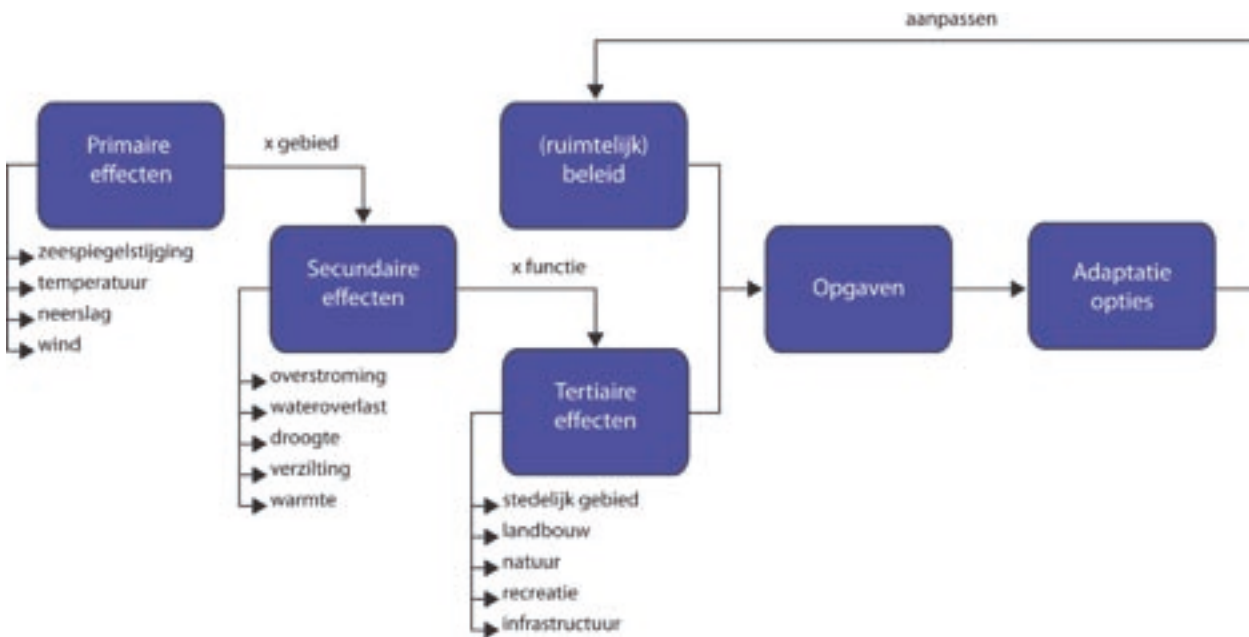 aanpassen
Primaire
effecten
x gebied
(ruimtelijk)
beleid
zeespiegelstijging
temperatuur
neerslag
wind
Secundaire
effecten
x functie
Opgaven
Adaptatie
opties
overstroming
wateroverlast
droogte
verzilting
warmte
Tertiaire
effecten
stedelijk gebied
landbouw
natuur
recreatie
infrastructuur